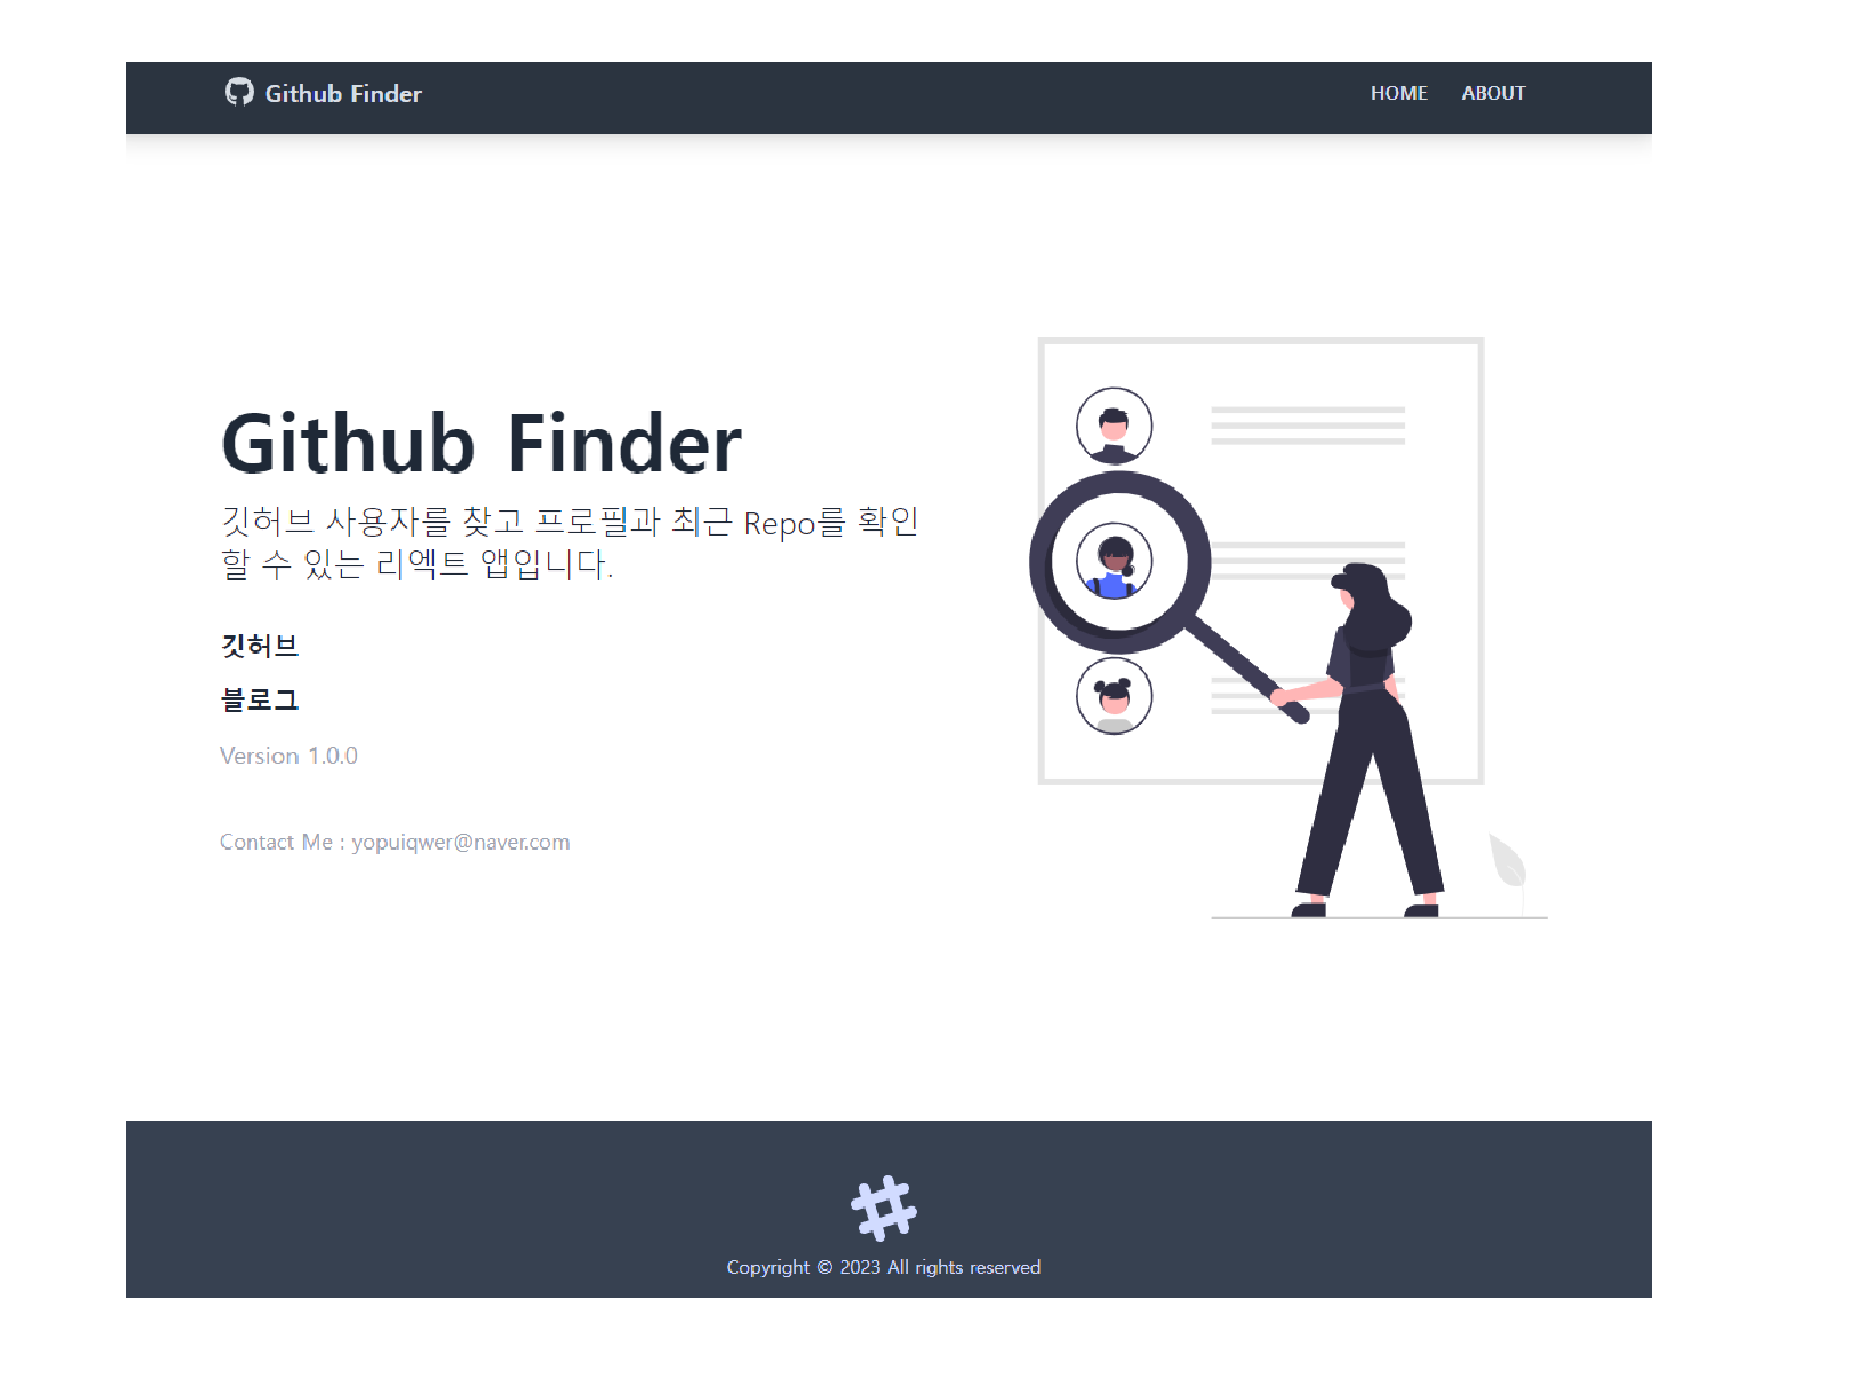 Github Finder
HOME ABOUT
Github Finder
깃허브 사용자를 찾고 프로필과 최근 Repo를 확인
할 수 있는 리엑트 앱입니다.
깃허브
블로그
Version 1.0.0
Contact Me : yopuiqwer@naver.com
Copyright © 2023 All rights reserved